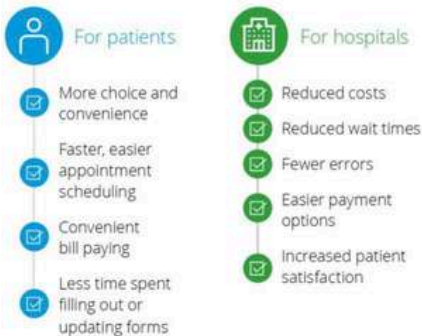 For patients
More choice and
convenience
Faster, easier
appointment
scheduling
Convenient
bill paying
Less time spent
filling out or
updating forms
For hospitals
Reduced costs
Reduced wait times
Fewer errors
Easier payment
options
Increased patient
satisfaction